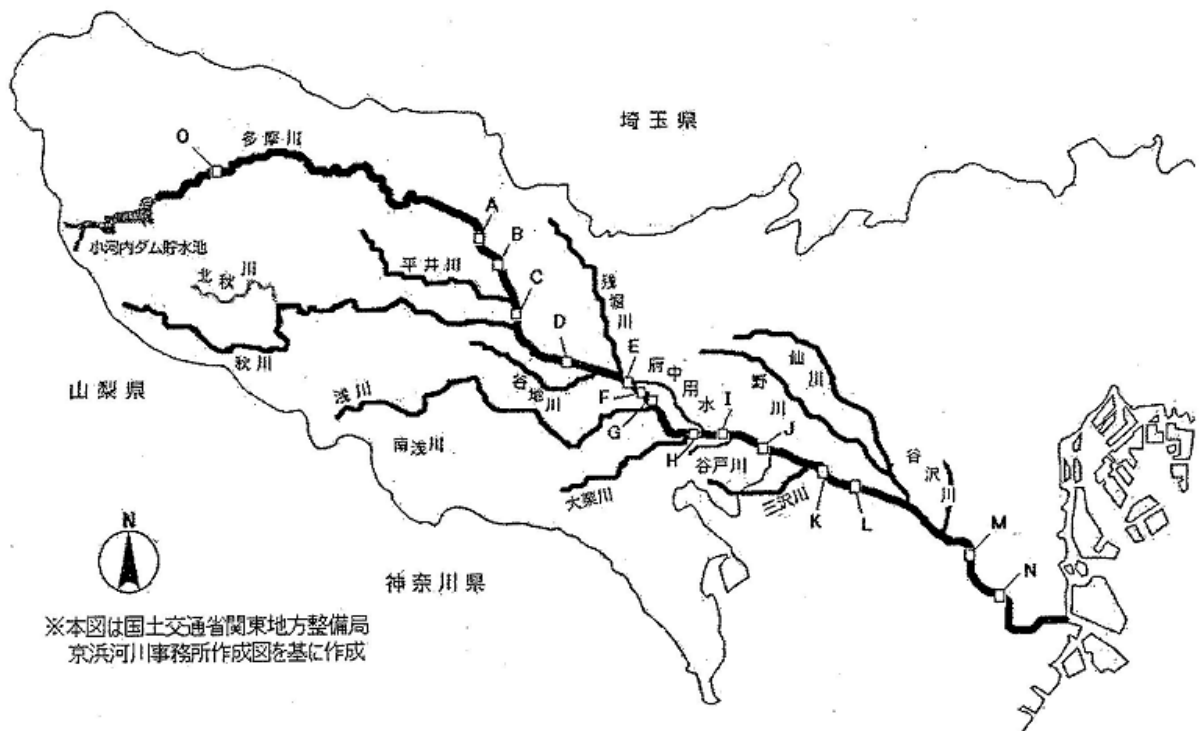 埼玉県
O
多摩川
A
B
小河内ダム貯水池
北秋川
平井川
C
残堀川
D
E
秋川
山梨県
谷地川
F
府中用水
I
野川
仙川
浅川
南浅川
G
H
J
谷戸川
谷沢川
大栗川
三沢川
K
L
M
N
N
神奈川県
※本図は国土交通省関東地方整備局
京浜河川事務所作成図を基に作成